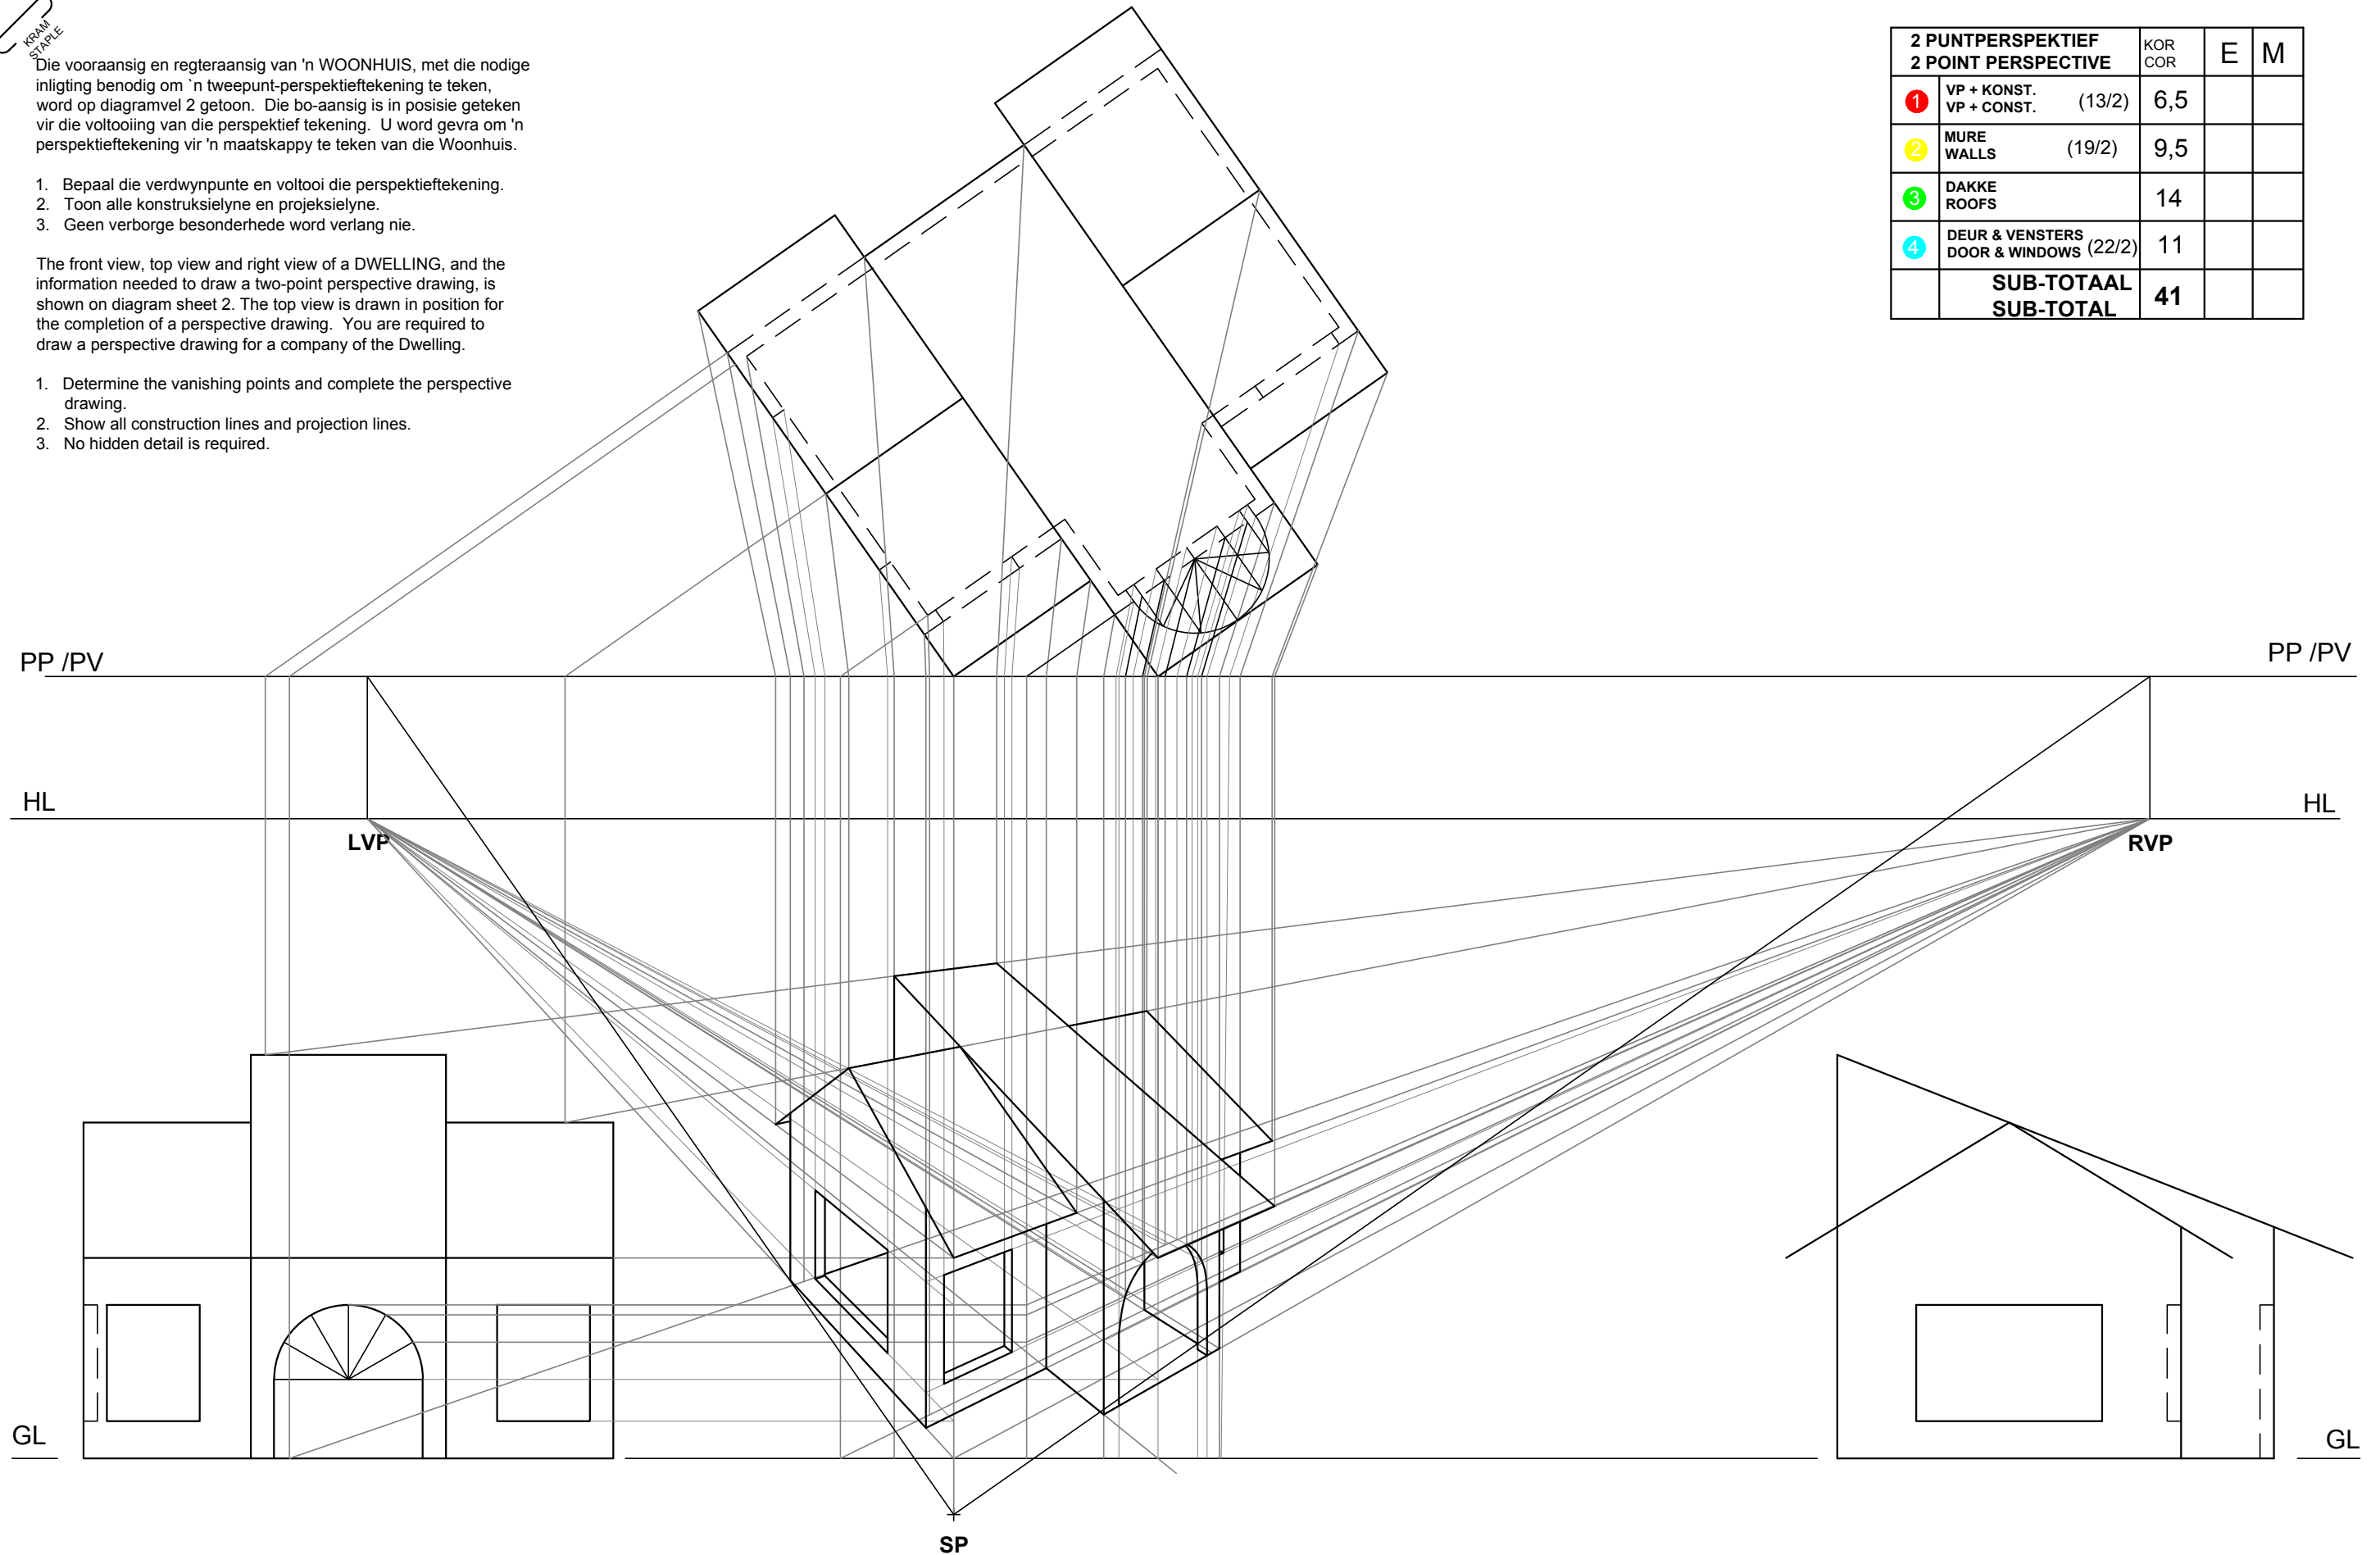 KRAM
STAPLE
Die vooraansig en regteraansig van 'n WOONHUIS, met die nodige
inligting benodig om `n tweepunt-perspektieftekening te teken,
word op diagramvel 2 getoon. Die bo-aansig is in posisie geteken
vir die voltooiing van die perspektief tekening. U word gevra om 'n
perspektieftekening vir 'n maatskappy te teken van die Woonhuis.
1. Bepaal die verdwynpunte en voltooi die perspektieftekening.
2. Toon alle konstruksielyne en projeksielyne.
3. Geen verborge besonderhede word verlang nie.
The front view, top view and right view of a DWELLING, and the
information needed to draw a two-point perspective drawing, is
shown on diagram sheet 2. The top view is drawn in position for
the completion of a perspective drawing. You are required to
draw a perspective drawing for a company of the Dwelling.
1. Determine the vanishing points and complete the perspective
drawing.
2. Show all construction lines and projection lines.
3. No hidden detail is required.
2 PUNTPERSPEKTIEF
2 POINT PERSPECTIVE
KOR
COR
E
M
1
VP + KONST.
VP + CONST.
(13/2)
6,5
2
MURE
WALLS
(19/2)
9,5
3
DAKKE
ROOFS
14
4
DEUR & VENSTERS
DOOR & WINDOWS
(22/2)
11
SUB-TOTAAL
SUB-TOTAL
41
PP /PV
PP /PV
HL
HL
LVP
RVP
GL
GL
SP